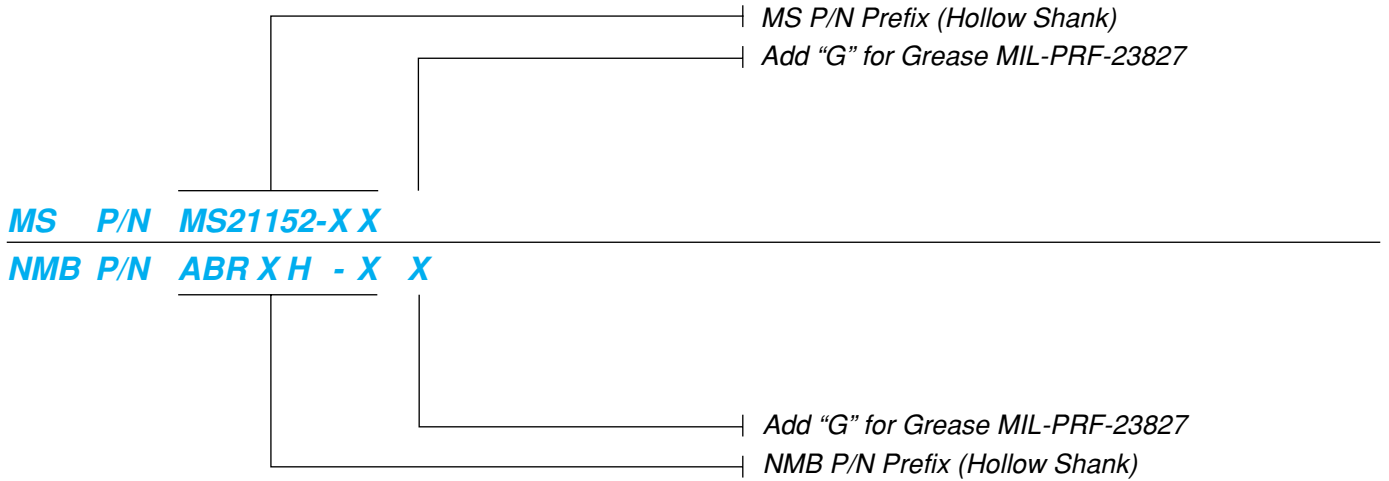 MS P/N Prefix (Hollow Shank)
Add “G” for Grease MIL-PRF-23827
MS P/N MS21152-X X
NMB P/N ABR X H - X X
Add “G” for Grease MIL-PRF-23827
NMB P/N Prefix (Hollow Shank)